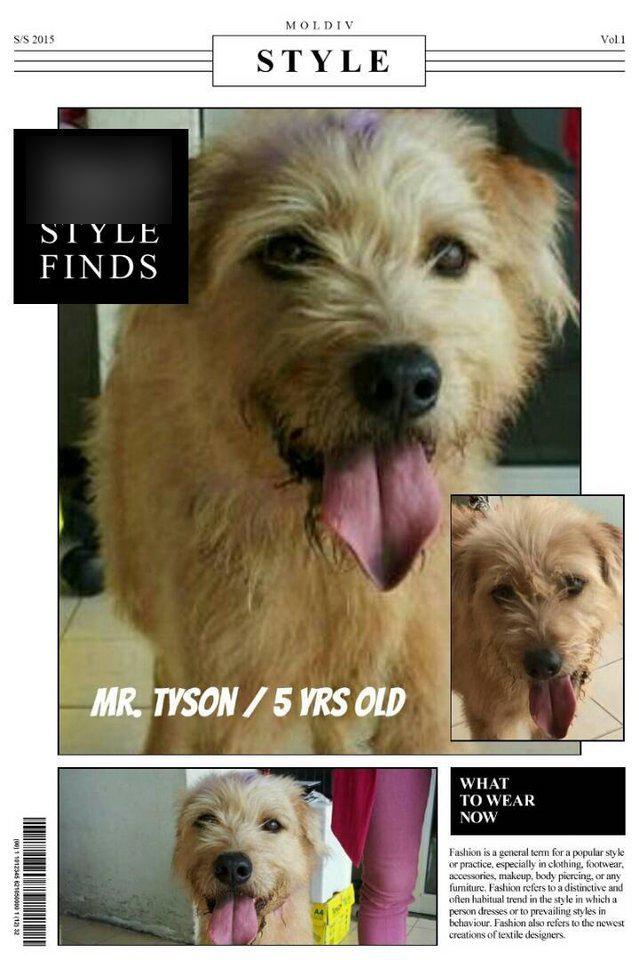 MOLDIV
S/S 2015
Vol.1
STYLE
STYLE
FINDS
MR. TYSON / 5 YRS OLD
WHAT
TO WEAR
NOW
A4
Fashion is a general term for a popular style
or practice, especially in clothing, footwear,
accessories, makeup, body piercing, or any
furniture. Fashion refers to a distinctive and
often habitual trend in the style in which a
person dresses or to prevailing styles in
behaviour. Fashion also refers to the newest
creations of textile designers.